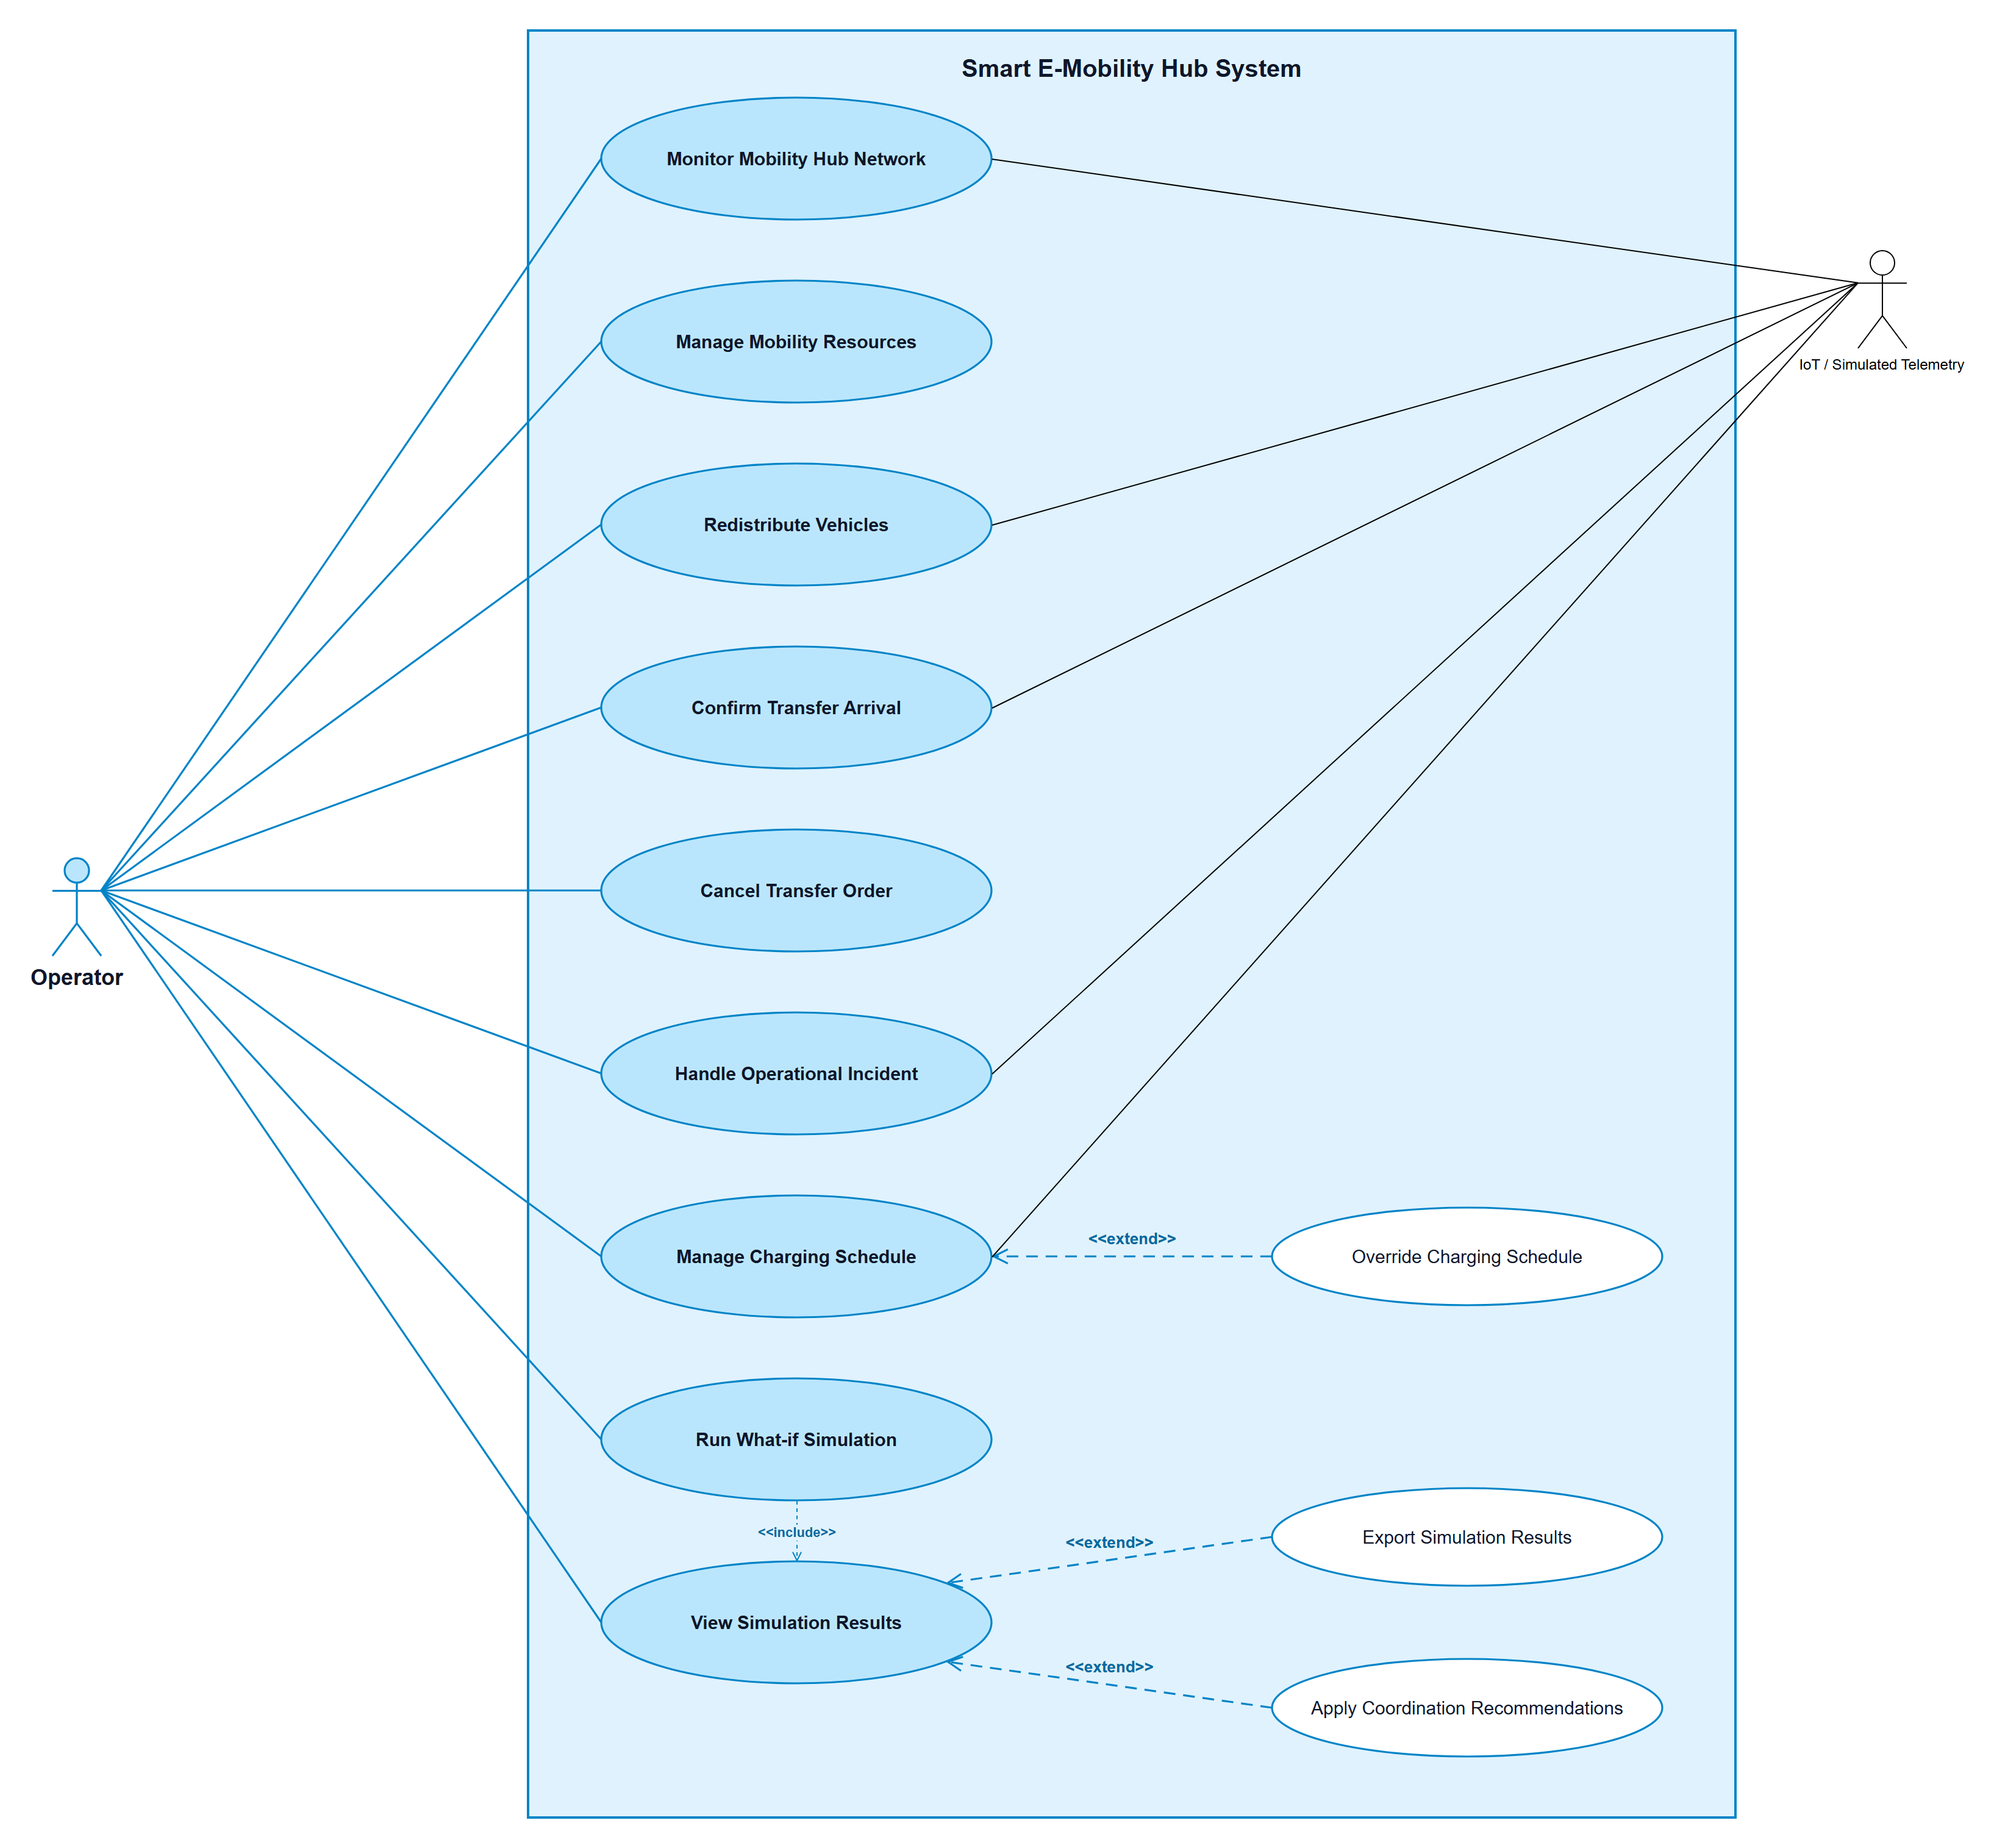 Smart E-Mobility Hub System
Monitor Mobility Hub Network
Manage Mobility Resources
IoT / Simulated Telemetry
Redistribute Vehicles
Confirm Transfer Arrival
Cancel Transfer Order
Operator
Handle Operational Incident
Manage Charging Schedule
<<extend>>
Override Charging Schedule
Run What-if Simulation
<<include>>
<<extend>>
Export Simulation Results
View Simulation Results
<<extend>>
Apply Coordination Recommendations